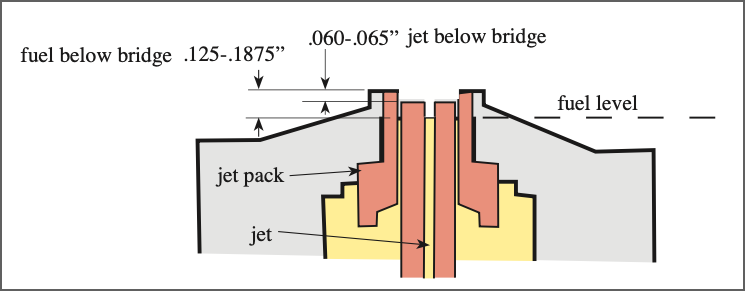 .060-.065” jet below bridge
fuel below bridge .125-.1875”
fuel level
jet pack
jet